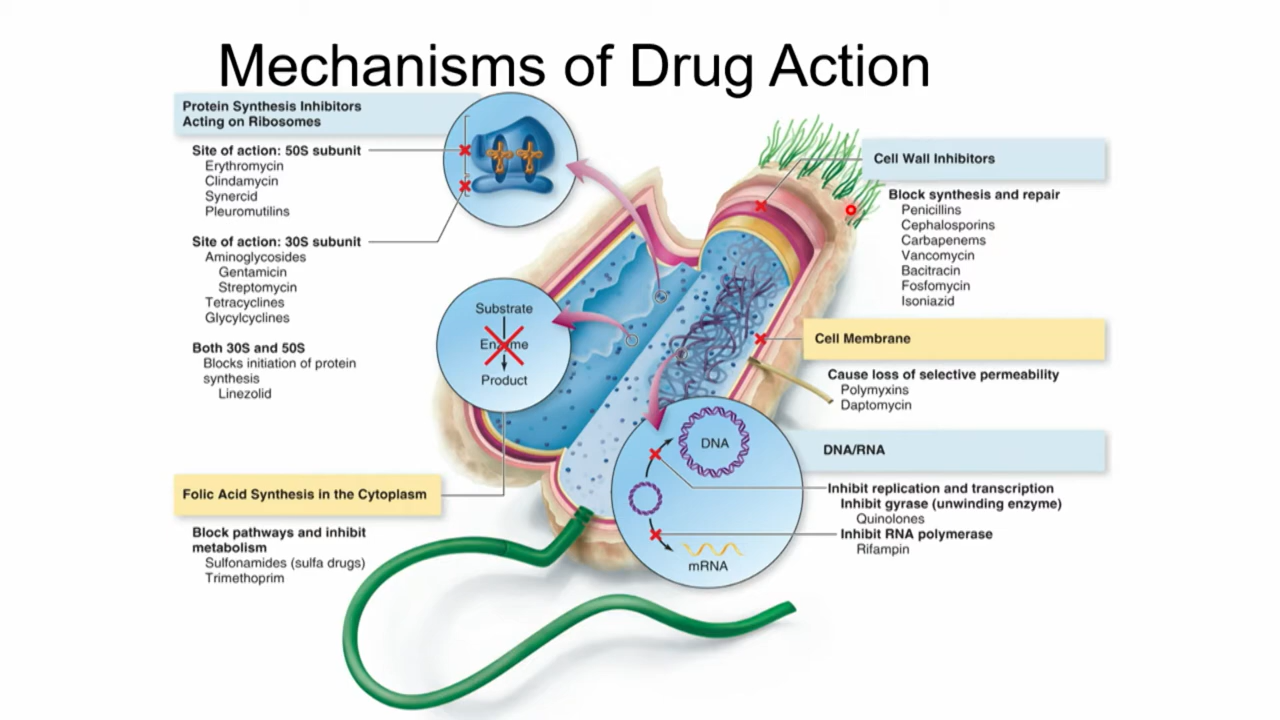 Mechanisms of Drug Action
Protein Synthesis Inhibitors
Acting on Ribosomes
Site of action: 50S subunit
Erythromycin
Clindamycin
Synercid
Pleuromutilins
Site of action: 30S subunit
Aminoglycosides
Gentamicin
Streptomycin
Tetracyclines
Glycylcyclines
Both 30S and 50S
Blocks initiation of protein
synthesis
Linezolid
Substrate
Enzyme
Product
Folic Acid Synthesis in the Cytoplasm
Block pathways and inhibit
metabolism
Sulfonamides (sulfa drugs)
Trimethoprim
Cell Wall Inhibitors
Block synthesis and repair
Penicillins
Cephalosporins
Carbapenems
Vancomycin
Bacitracin
Fosfomycin
Isoniazid
Cell Membrane
Cause loss of selective permeability
Polymyxins
Daptomycin
DNA/RNA
Inhibit replication and transcription
Inhibit gyrase (unwinding enzyme)
Quinolones
Inhibit RNA polymerase
Rifampin
DNA
mRNA